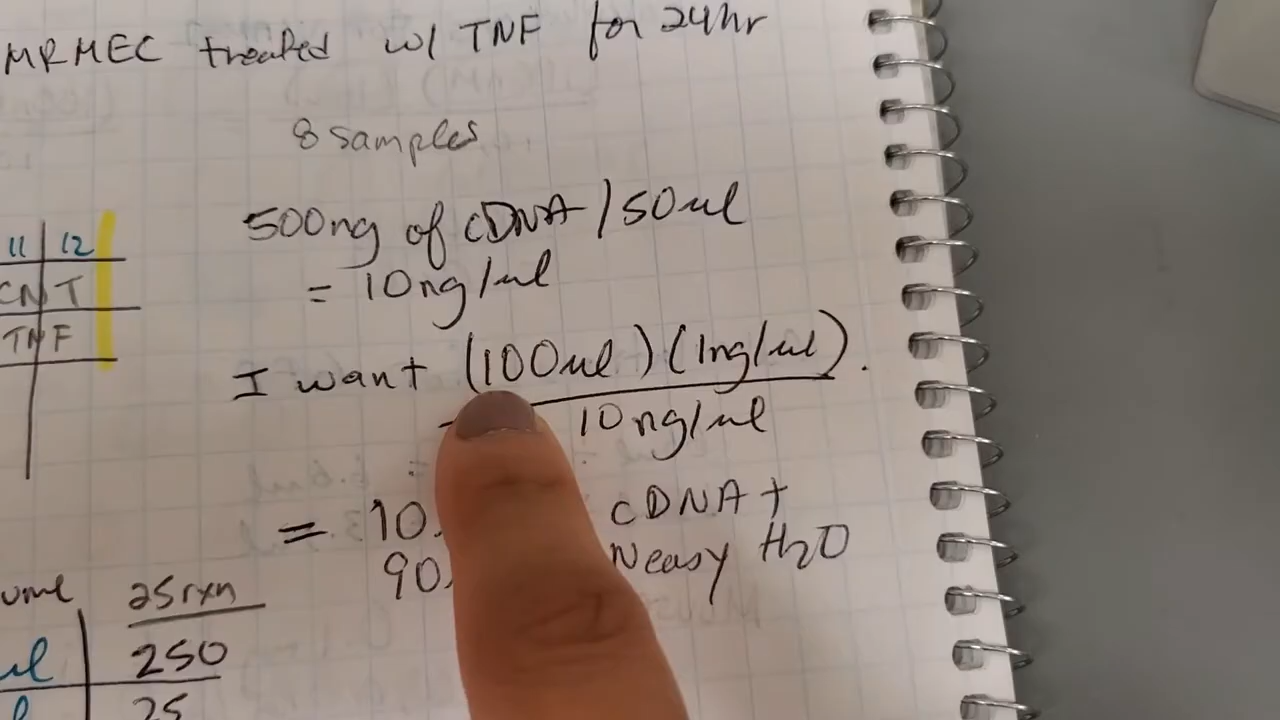 MRMEC treated w/ TNF for 24hr
8 samples
500ng of cDNA/50ul
= 10ng/ul
11 12
CNT
TNF
I want (100ul)(1ng/ul).
10ng/ul
= 10. cDNA +
90. Neasy H2O
25rxn
ul 250
25